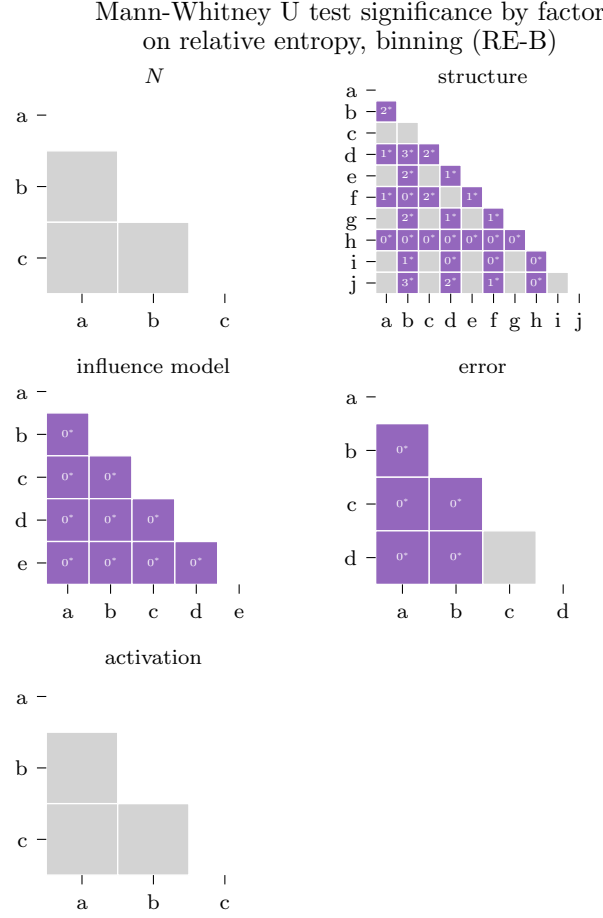 Mann-Whitney U test significance by factor
on relative entropy, binning (RE-B)
N
a
b
c
a b c
structure
a
b 2*
c
d 1* 3* 2*
e 2* 1*
f 1* 0* 2* 1*
g 2* 1* 1*
h 0* 0* 0* 0* 0* 0* 0*
i 1* 0* 0* 0*
j 3* 2* 1* 0*
a b c d e f g h i j
influence model
a
b 0*
c 0* 0*
d 0* 0* 0*
e 0* 0* 0* 0*
a b c d e
error
a
b 0*
c 0* 0*
d 0* 0*
a b c d
activation
a
b
c
a b c